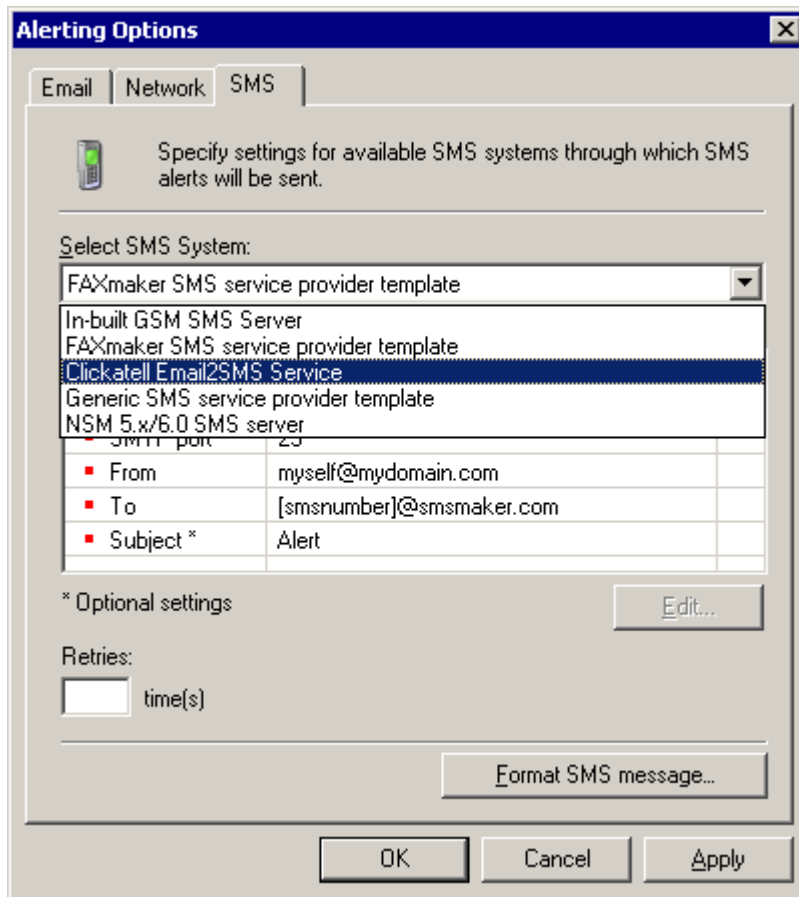 Alerting Options
Email Network SMS
Specify settings for available SMS systems through which SMS
alerts will be sent.
Select SMS System:
FAXmaker SMS service provider template
In-built GSM SMS Server
FAXmaker SMS service provider template
Clickatell Email2SMS Service
Generic SMS service provider template
NSM 5.x/6.0 SMS server
SMTP port 25
From myself@mydomain.com
To [smsnumber]@smsmaker.com
Subject * Alert
* Optional settings
Edit...
Retries:
time(s)
Format SMS message...
OK Cancel Apply